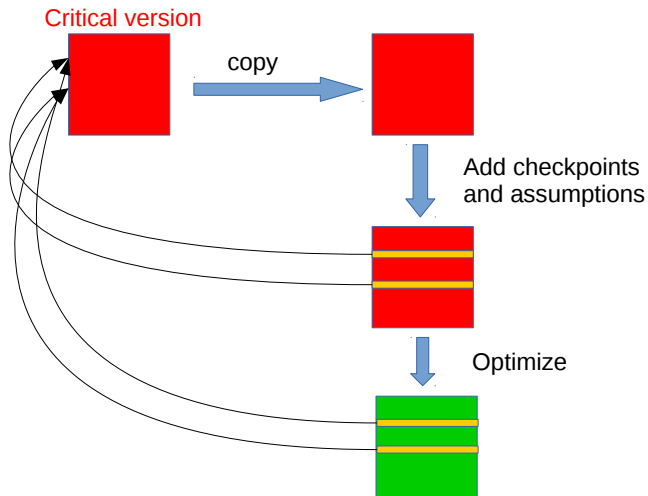 Critical version
copy
Add checkpoints
and assumptions
Optimize